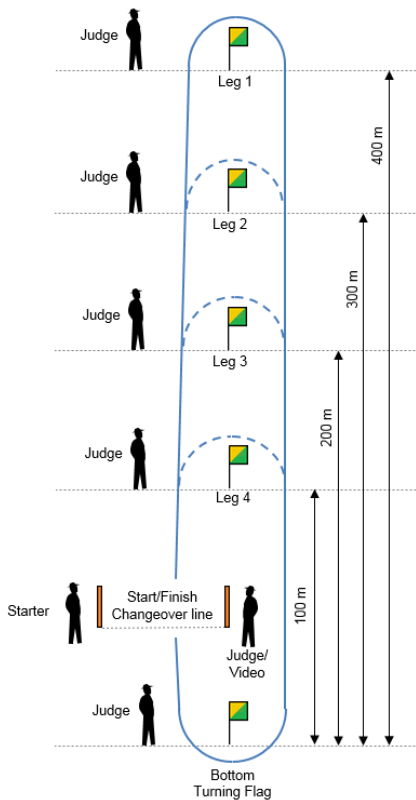 Judge
Leg 1
400 m
Judge
Leg 2
300 m
Judge
Leg 3
200 m
Judge
Leg 4
100 m
Starter
Start/Finish
Changeover line
Judge/
Video
Judge
Bottom
Turning Flag